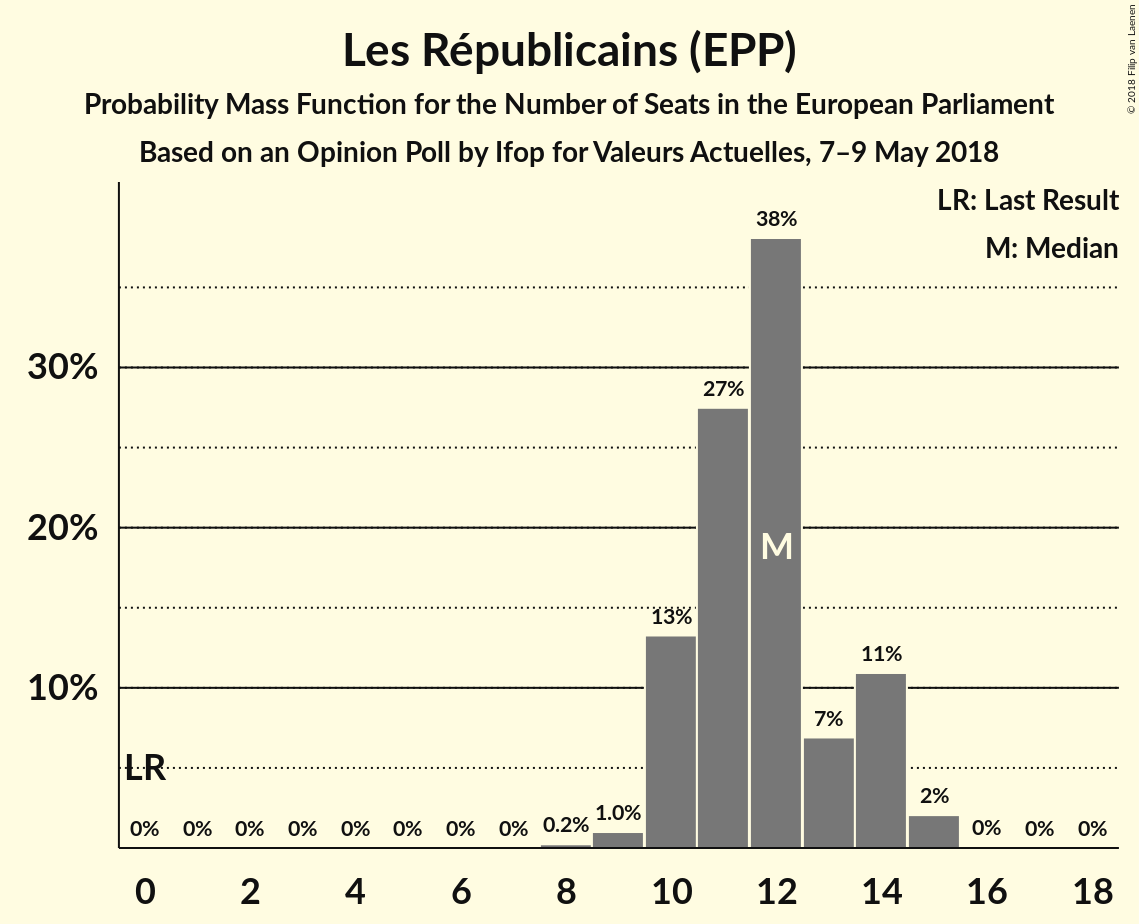 Les Républicains (EPP)
Probability Mass Function for the Number of Seats in the European Parliament
Based on an Opinion Poll by Ifop for Valeurs Actuelles, 7–9 May 2018
© 2018 Filip van Laenen
LR: Last Result
M: Median
38%
30%
27%
20%
M
13%
11%
10%
7%
LR
2%
0% 0% 0% 0% 0% 0% 0% 0% 0.2% 1.0% 0% 0% 0%
0 2 4 6 8 10 12 14 16 18